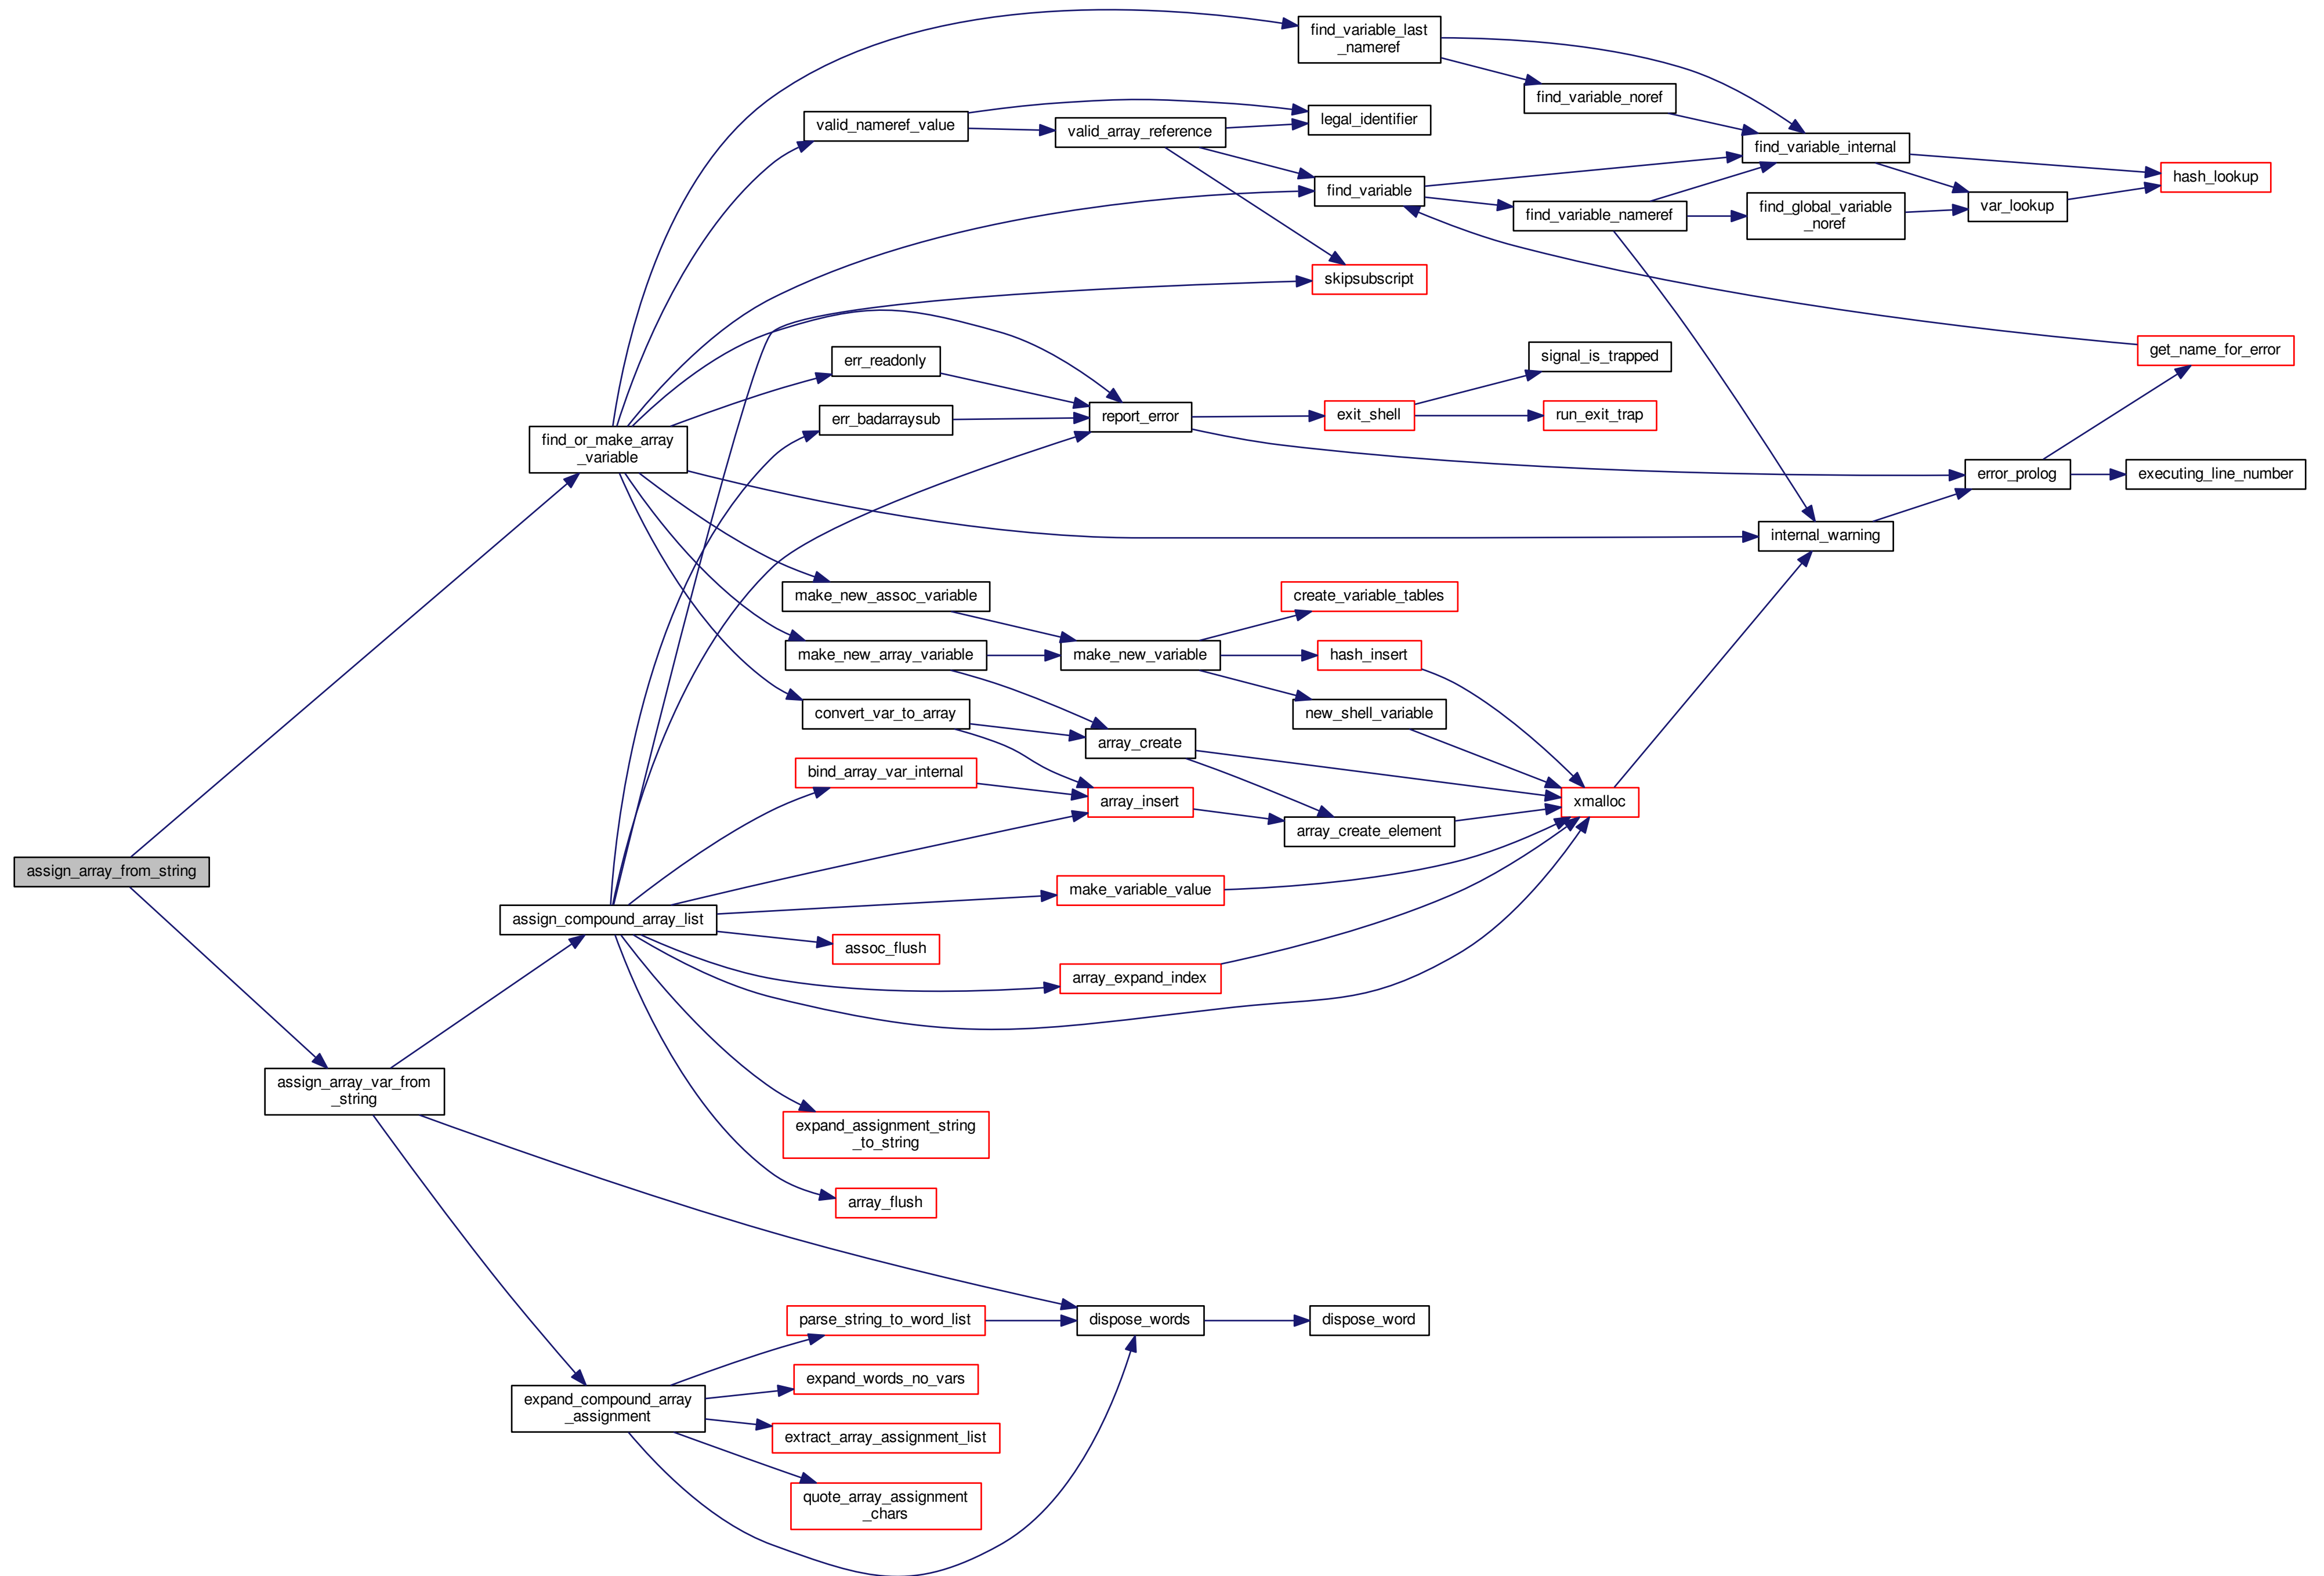 find_variable_last
_nameref
find_variable_noref
valid_nameref_value
legal_identifier
valid_array_reference
find_variable_internal
hash_lookup
find_variable
find_variable_nameref
find_global_variable
_noref
var_lookup
skipsubscript
get_name_for_error
signal_is_trapped
err_readonly
report_error
exit_shell
run_exit_trap
err_badarraysub
find_or_make_array
_variable
error_prolog
executing_line_number
internal_warning
make_new_assoc_variable
create_variable_tables
make_new_array_variable
make_new_variable
hash_insert
convert_var_to_array
new_shell_variable
array_create
bind_array_var_internal
array_insert
xmalloc
array_create_element
assign_array_from_string
make_variable_value
assign_compound_array_list
assoc_flush
array_expand_index
assign_array_var_from
_string
expand_assignment_string
_to_string
array_flush
parse_string_to_word_list
dispose_words
dispose_word
expand_words_no_vars
expand_compound_array
_assignment
extract_array_assignment_list
quote_array_assignment
_chars